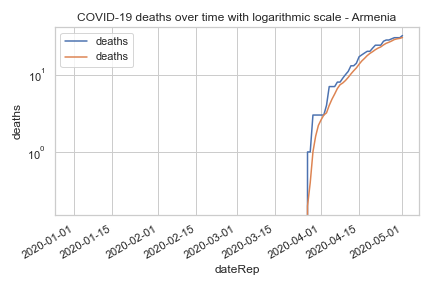 COVID-19 deaths over time with logarithmic scale - Armenia
deaths
deaths
10¹
10⁰
deaths
2020-01-01
2020-01-15
2020-02-01
2020-02-15
2020-03-01
2020-03-15
2020-04-01
2020-04-15
2020-05-01
dateRep